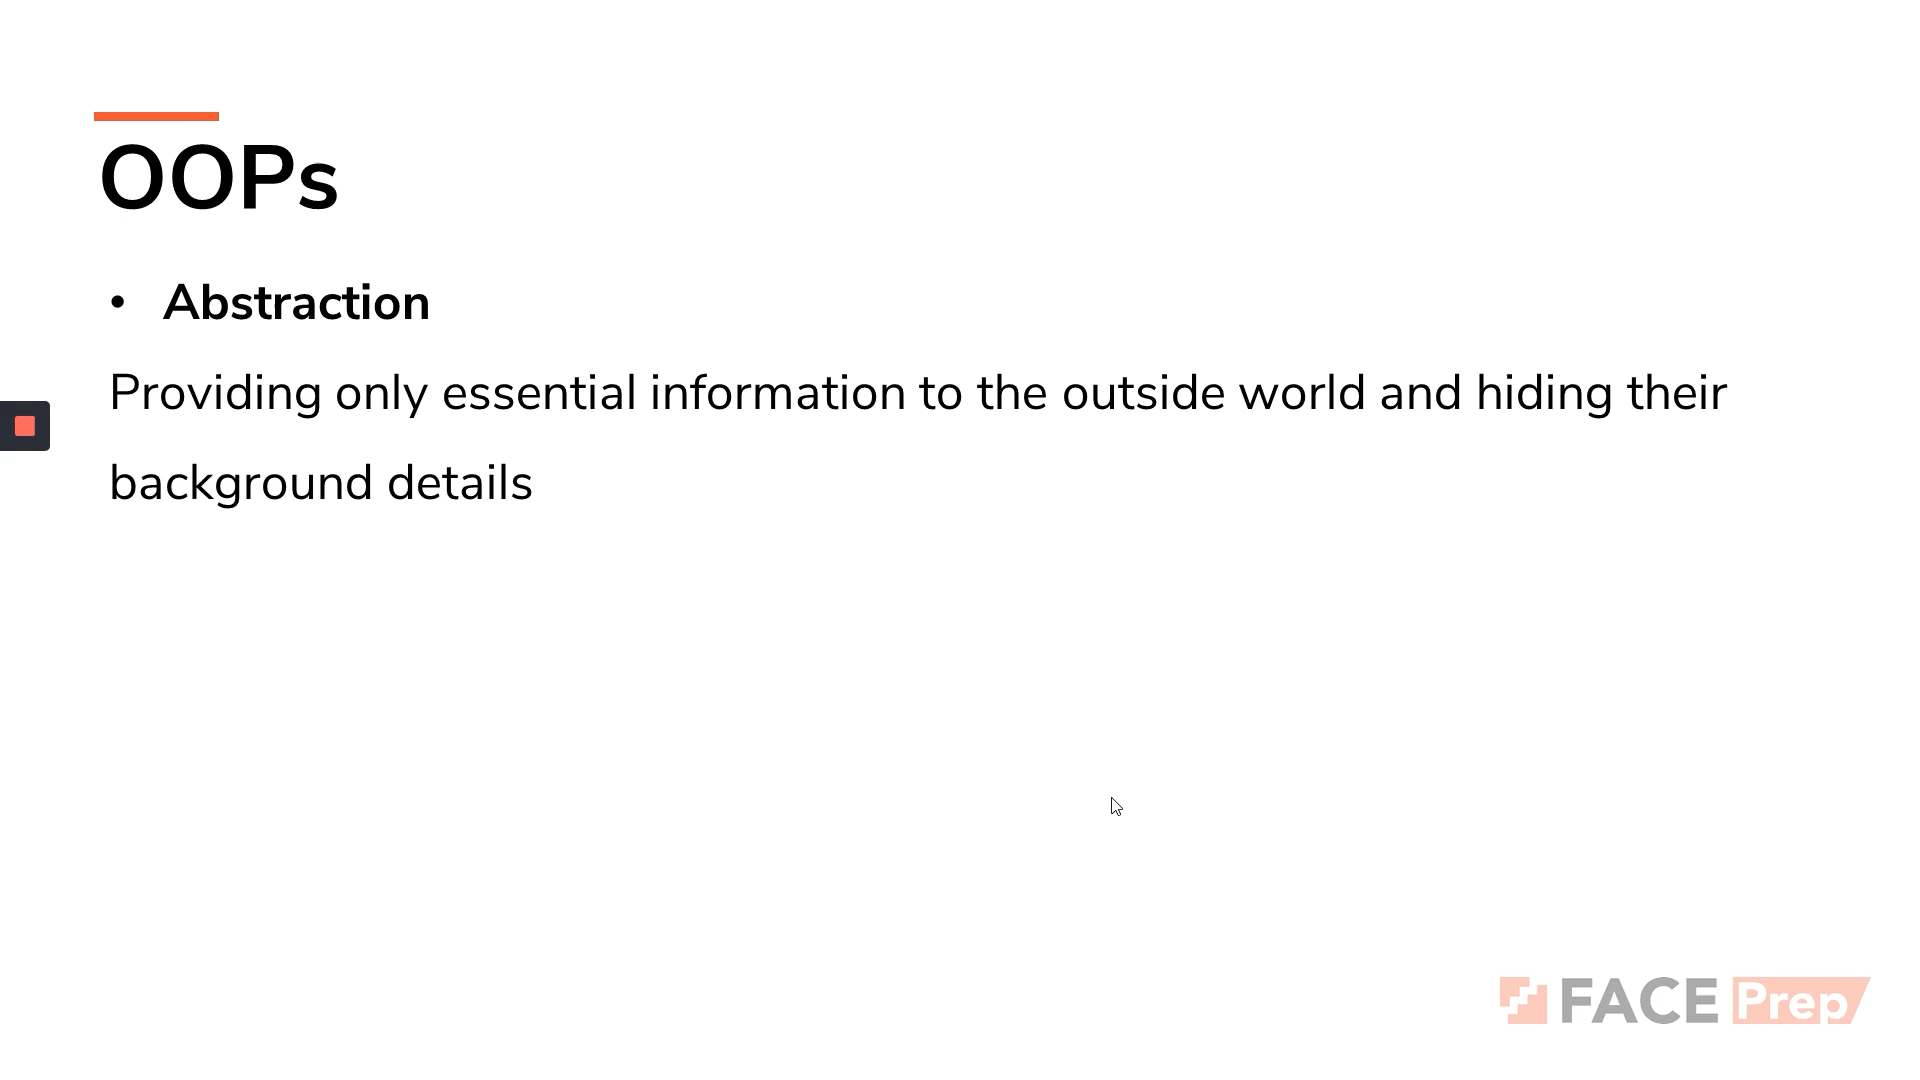 OOPs
• Abstraction
Providing only essential information to the outside world and hiding their
background details
FACE Prep